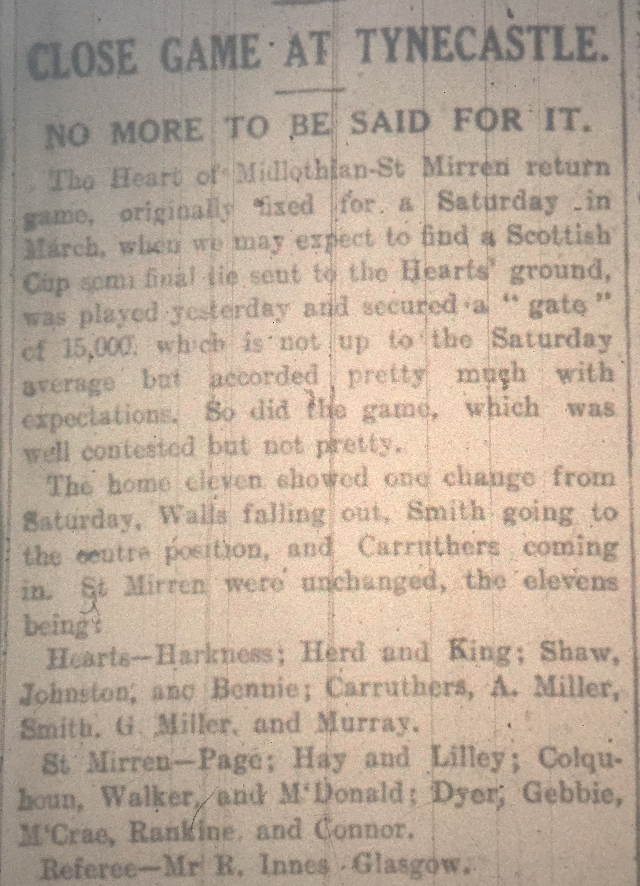 CLOSE GAME AT TYNECASTLE.
NO MORE TO BE SAID FOR IT.
The Heart of Midlothian-St Mirren return
game, originally fixed for a Saturday in
March, when we may expect to find a Scottish
Cup semi final tie sent to the Hearts' ground,
was played yesterday and secured a "gate"
of 15,000, which is not up to the Saturday
average but accorded pretty much with
expectations. So did the game, which was
well contested but not pretty.
The home eleven showed one change from
Saturday, Walls falling out, Smith going to
the centre position, and Carruthers coming
in. St Mirren were unchanged, the elevens
being:
Hearts—Harkness; Herd and King; Shaw,
Johnston, and Bennie; Carruthers, A. Miller,
Smith, G. Miller, and Murray.
St Mirren—Page; Hay and Lilley; Colqu-
houn, Walker, and M'Donald; Dyer, Gebbie,
M'Crae, Rankine, and Connor.
Referee—Mr R. Innes Glasgow.